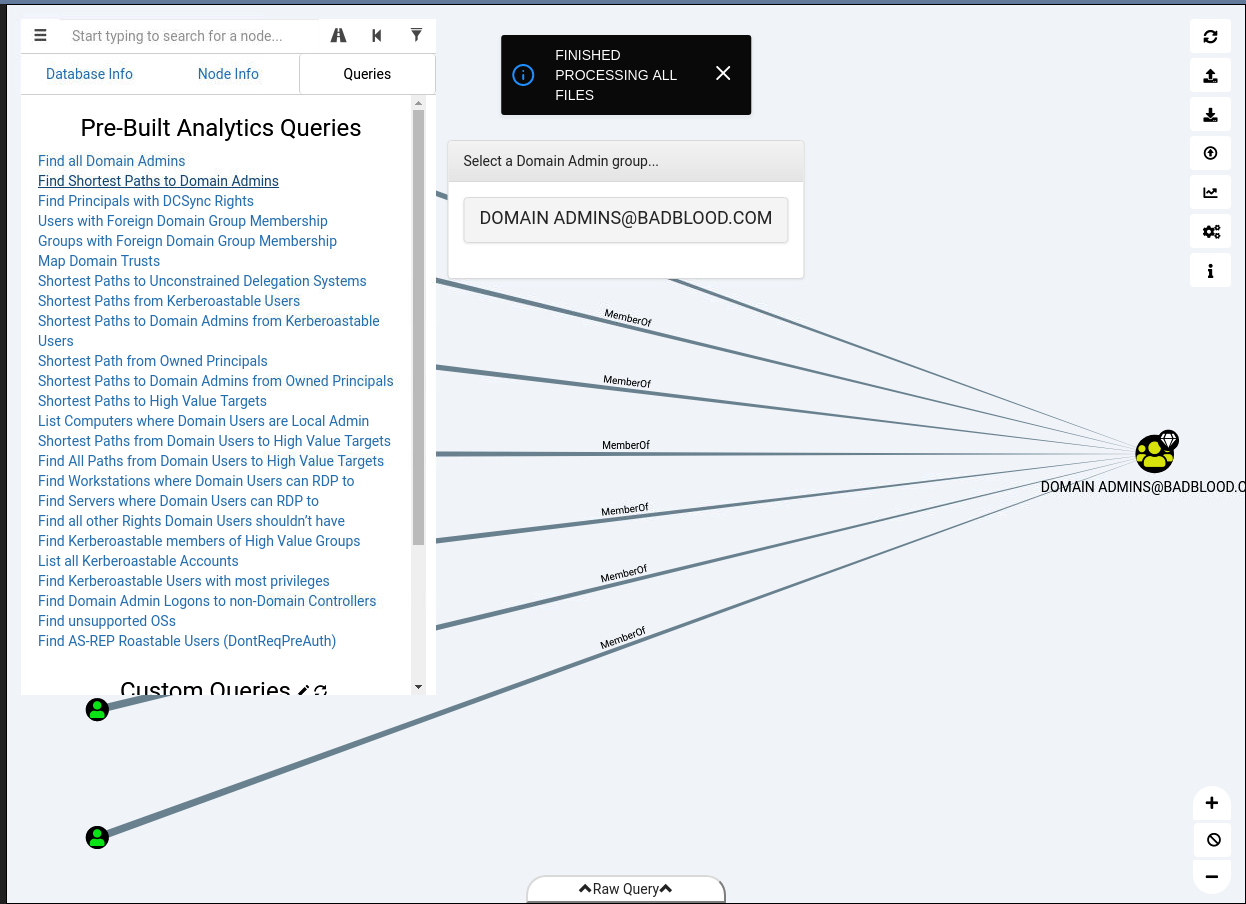 Start typing to search for a node...
Database Info
Node Info
Queries
Pre-Built Analytics Queries
Find all Domain Admins
Find Shortest Paths to Domain Admins
Find Principals with DCSync Rights
Users with Foreign Domain Group Membership
Groups with Foreign Domain Group Membership
Map Domain Trusts
Shortest Paths to Unconstrained Delegation Systems
Shortest Paths from Kerberoastable Users
Shortest Paths to Domain Admins from Kerberoastable
Users
Shortest Path from Owned Principals
Shortest Paths to Domain Admins from Owned Principals
Shortest Paths to High Value Targets
List Computers where Domain Users are Local Admin
Shortest Paths from Domain Users to High Value Targets
Find All Paths from Domain Users to High Value Targets
Find Workstations where Domain Users can RDP to
Find Servers where Domain Users can RDP to
Find all other Rights Domain Users shouldn’t have
Find Kerberoastable members of High Value Groups
List all Kerberoastable Accounts
Find Kerberoastable Users with most privileges
Find Domain Admin Logons to non-Domain Controllers
Find unsupported OSs
Find AS-REP Roastable Users (DontReqPreAuth)
Custom Queries
FINISHED
PROCESSING ALL
FILES
Select a Domain Admin group...
DOMAIN ADMINS@BADBLOOD.COM
MemberOf
MemberOf
MemberOf
MemberOf
MemberOf
MemberOf
DOMAIN ADMINS@BADBLOOD.C
Raw Query